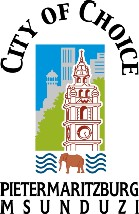 CITY OF CHOICE
PIETERMARITZBURG
MSUNDUZI